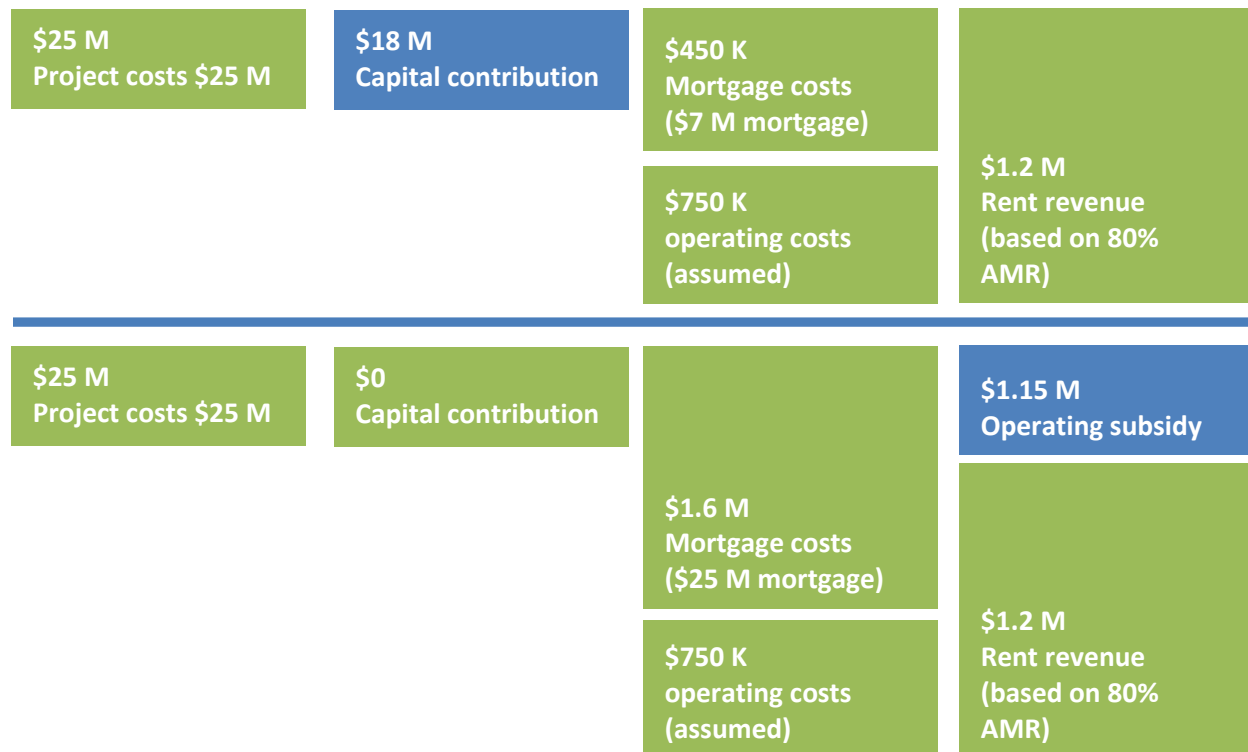 $25 M
Project costs $25 M
$18 M
Capital contribution
$450 K
Mortgage costs
($7 M mortgage)
$750 K
operating costs
(assumed)
$1.2 M
Rent revenue
(based on 80%
AMR)
$25 M
Project costs $25 M
$0
Capital contribution
$1.6 M
Mortgage costs
($25 M mortgage)
$750 K
operating costs
(assumed)
$1.15 M
Operating subsidy
$1.2 M
Rent revenue
(based on 80%
AMR)